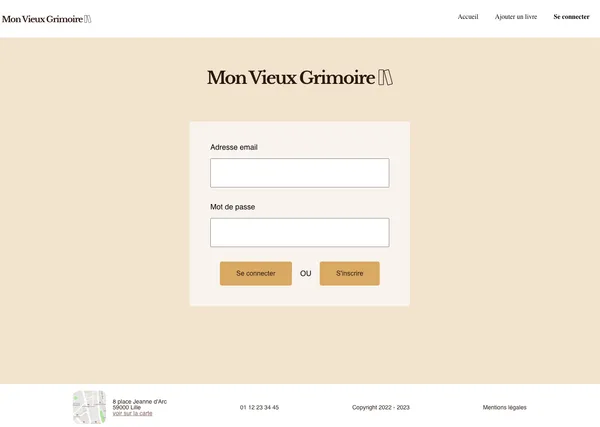 Mon Vieux Grimoire
Accueil Ajouter un livre Se connecter
Mon Vieux Grimoire
Adresse email
Mot de passe
Se connecter OU S'inscrire
8 place Jeanne d'Arc
59000 Lille
voir sur la carte
01 12 23 34 45
Copyright 2022 - 2023
Mentions légales